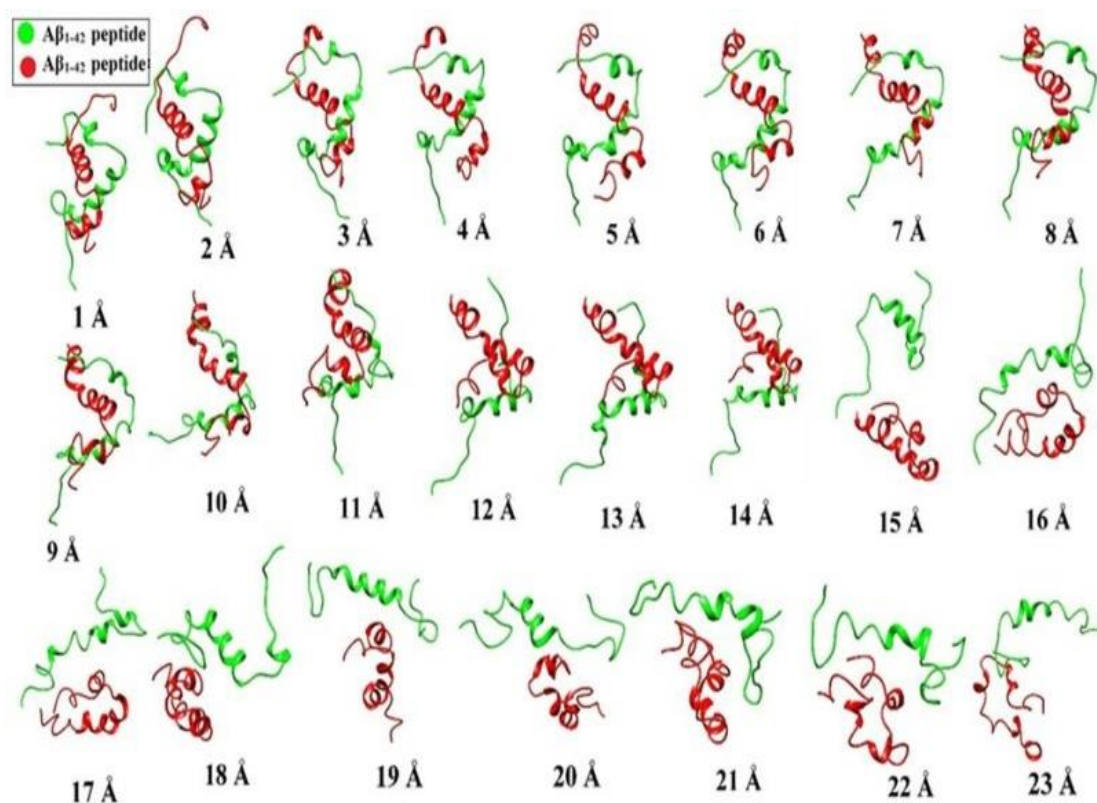 Aβ₁₋₄₂ peptide
Aβ₁₋₄₂ peptide:
1 Å
2 Å
3 Å
4 Å
5 Å
6 Å
7 Å
8 Å
9 Å
10 Å
11 Å
12 Å
13 Å
14 Å
15 Å
16 Å
17 Å
18 Å
19 Å
20 Å
21 Å
22 Å
23 Å